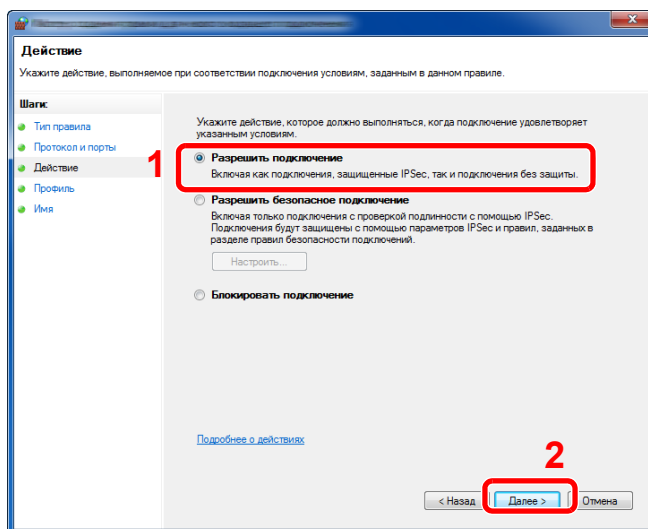 Действие
Укажите действие, выполняемое при соответствии подключения условиям, заданным в данном правиле.
Шаги:
Тип правила
Протокол и порты
Действие
Профиль
Имя
Укажите действие, которое должно выполняться, когда подключение удовлетворяет
указанным условиям.
1
Разрешить подключение
Включая как подключения, защищенные IPSec, так и подключения без защиты.
Разрешить безопасное подключение
Включая только подключения с проверкой подлинности с помощью IPSec.
Подключения будут защищены с помощью параметров IPSec и правил, заданных в
разделе правил безопасности подключений.
Настроить...
Блокировать подключение
Подробнее о действиях
2
< Назад
Далее >
Отмена